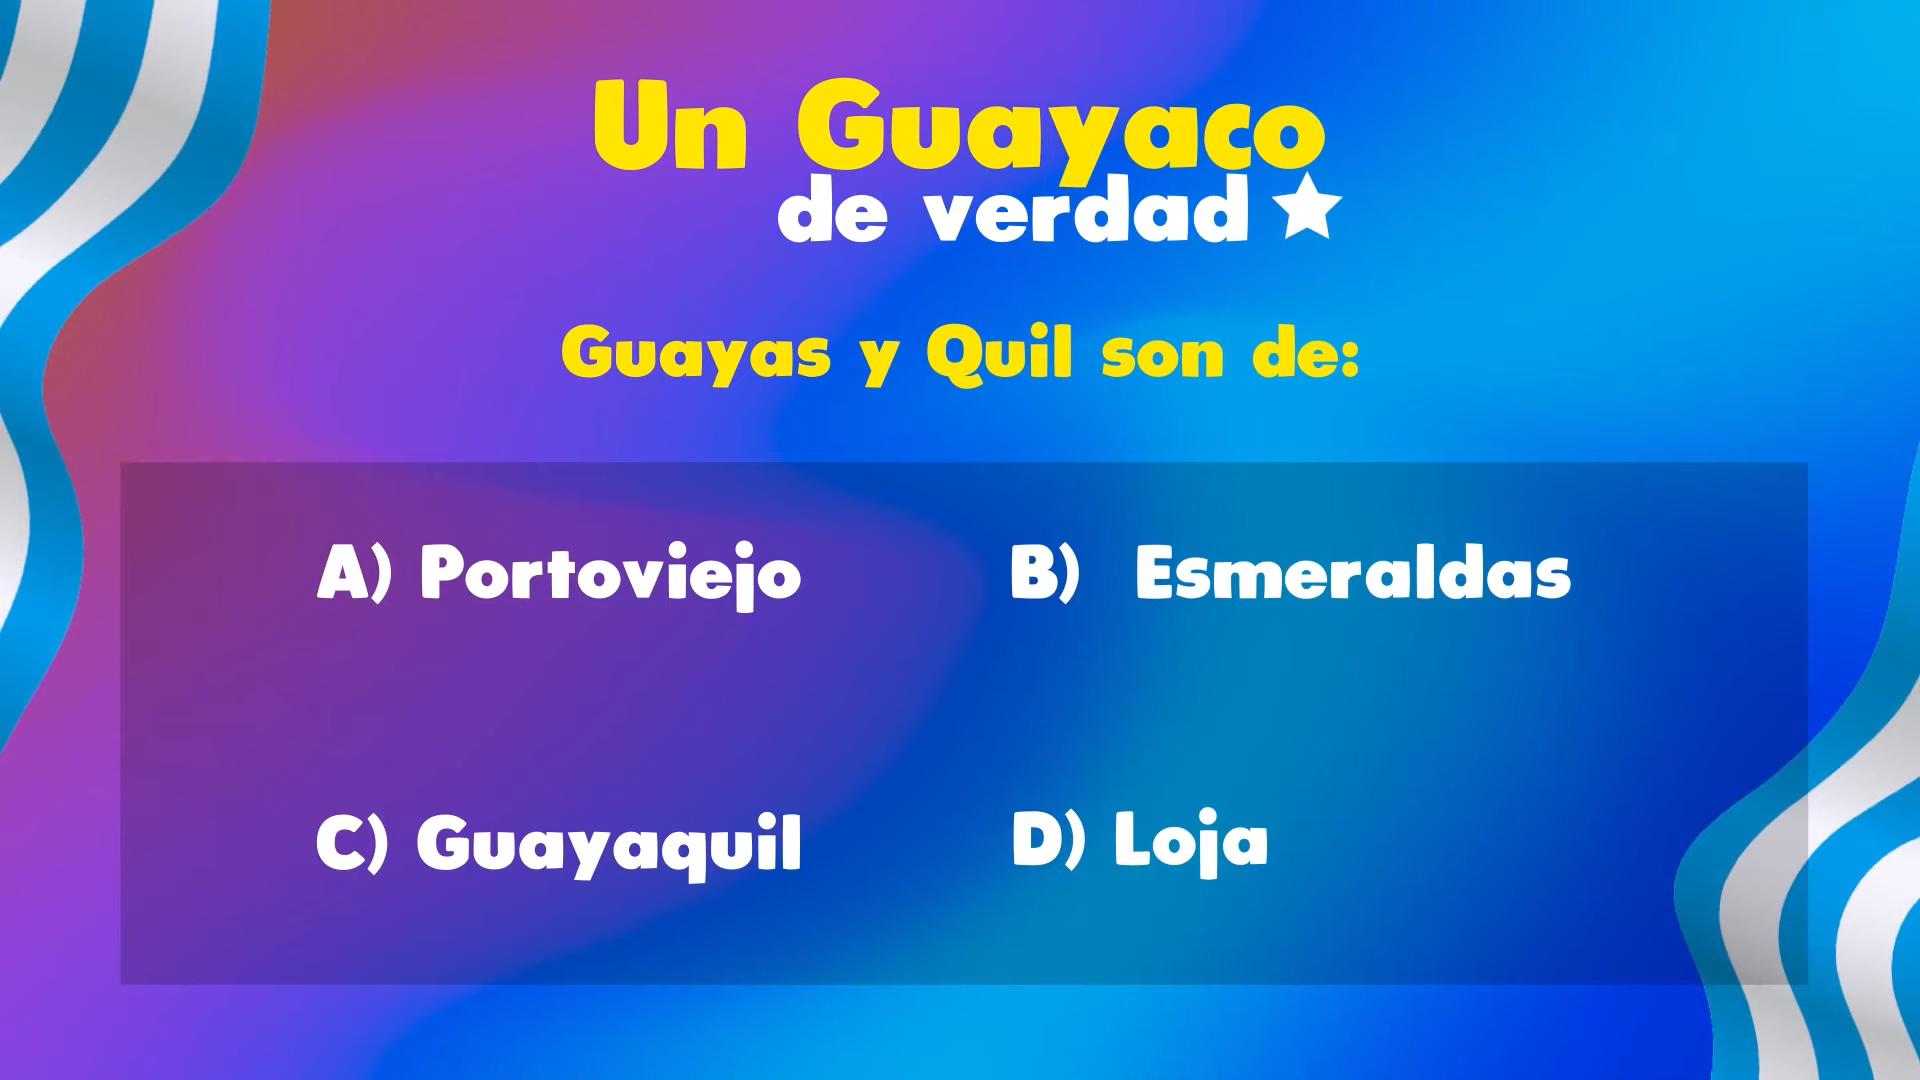 Un Guayaco
de verdad
Guayas y Quil son de:
A) Portoviejo
B) Esmeraldas
C) Guayaquil
D) Loja